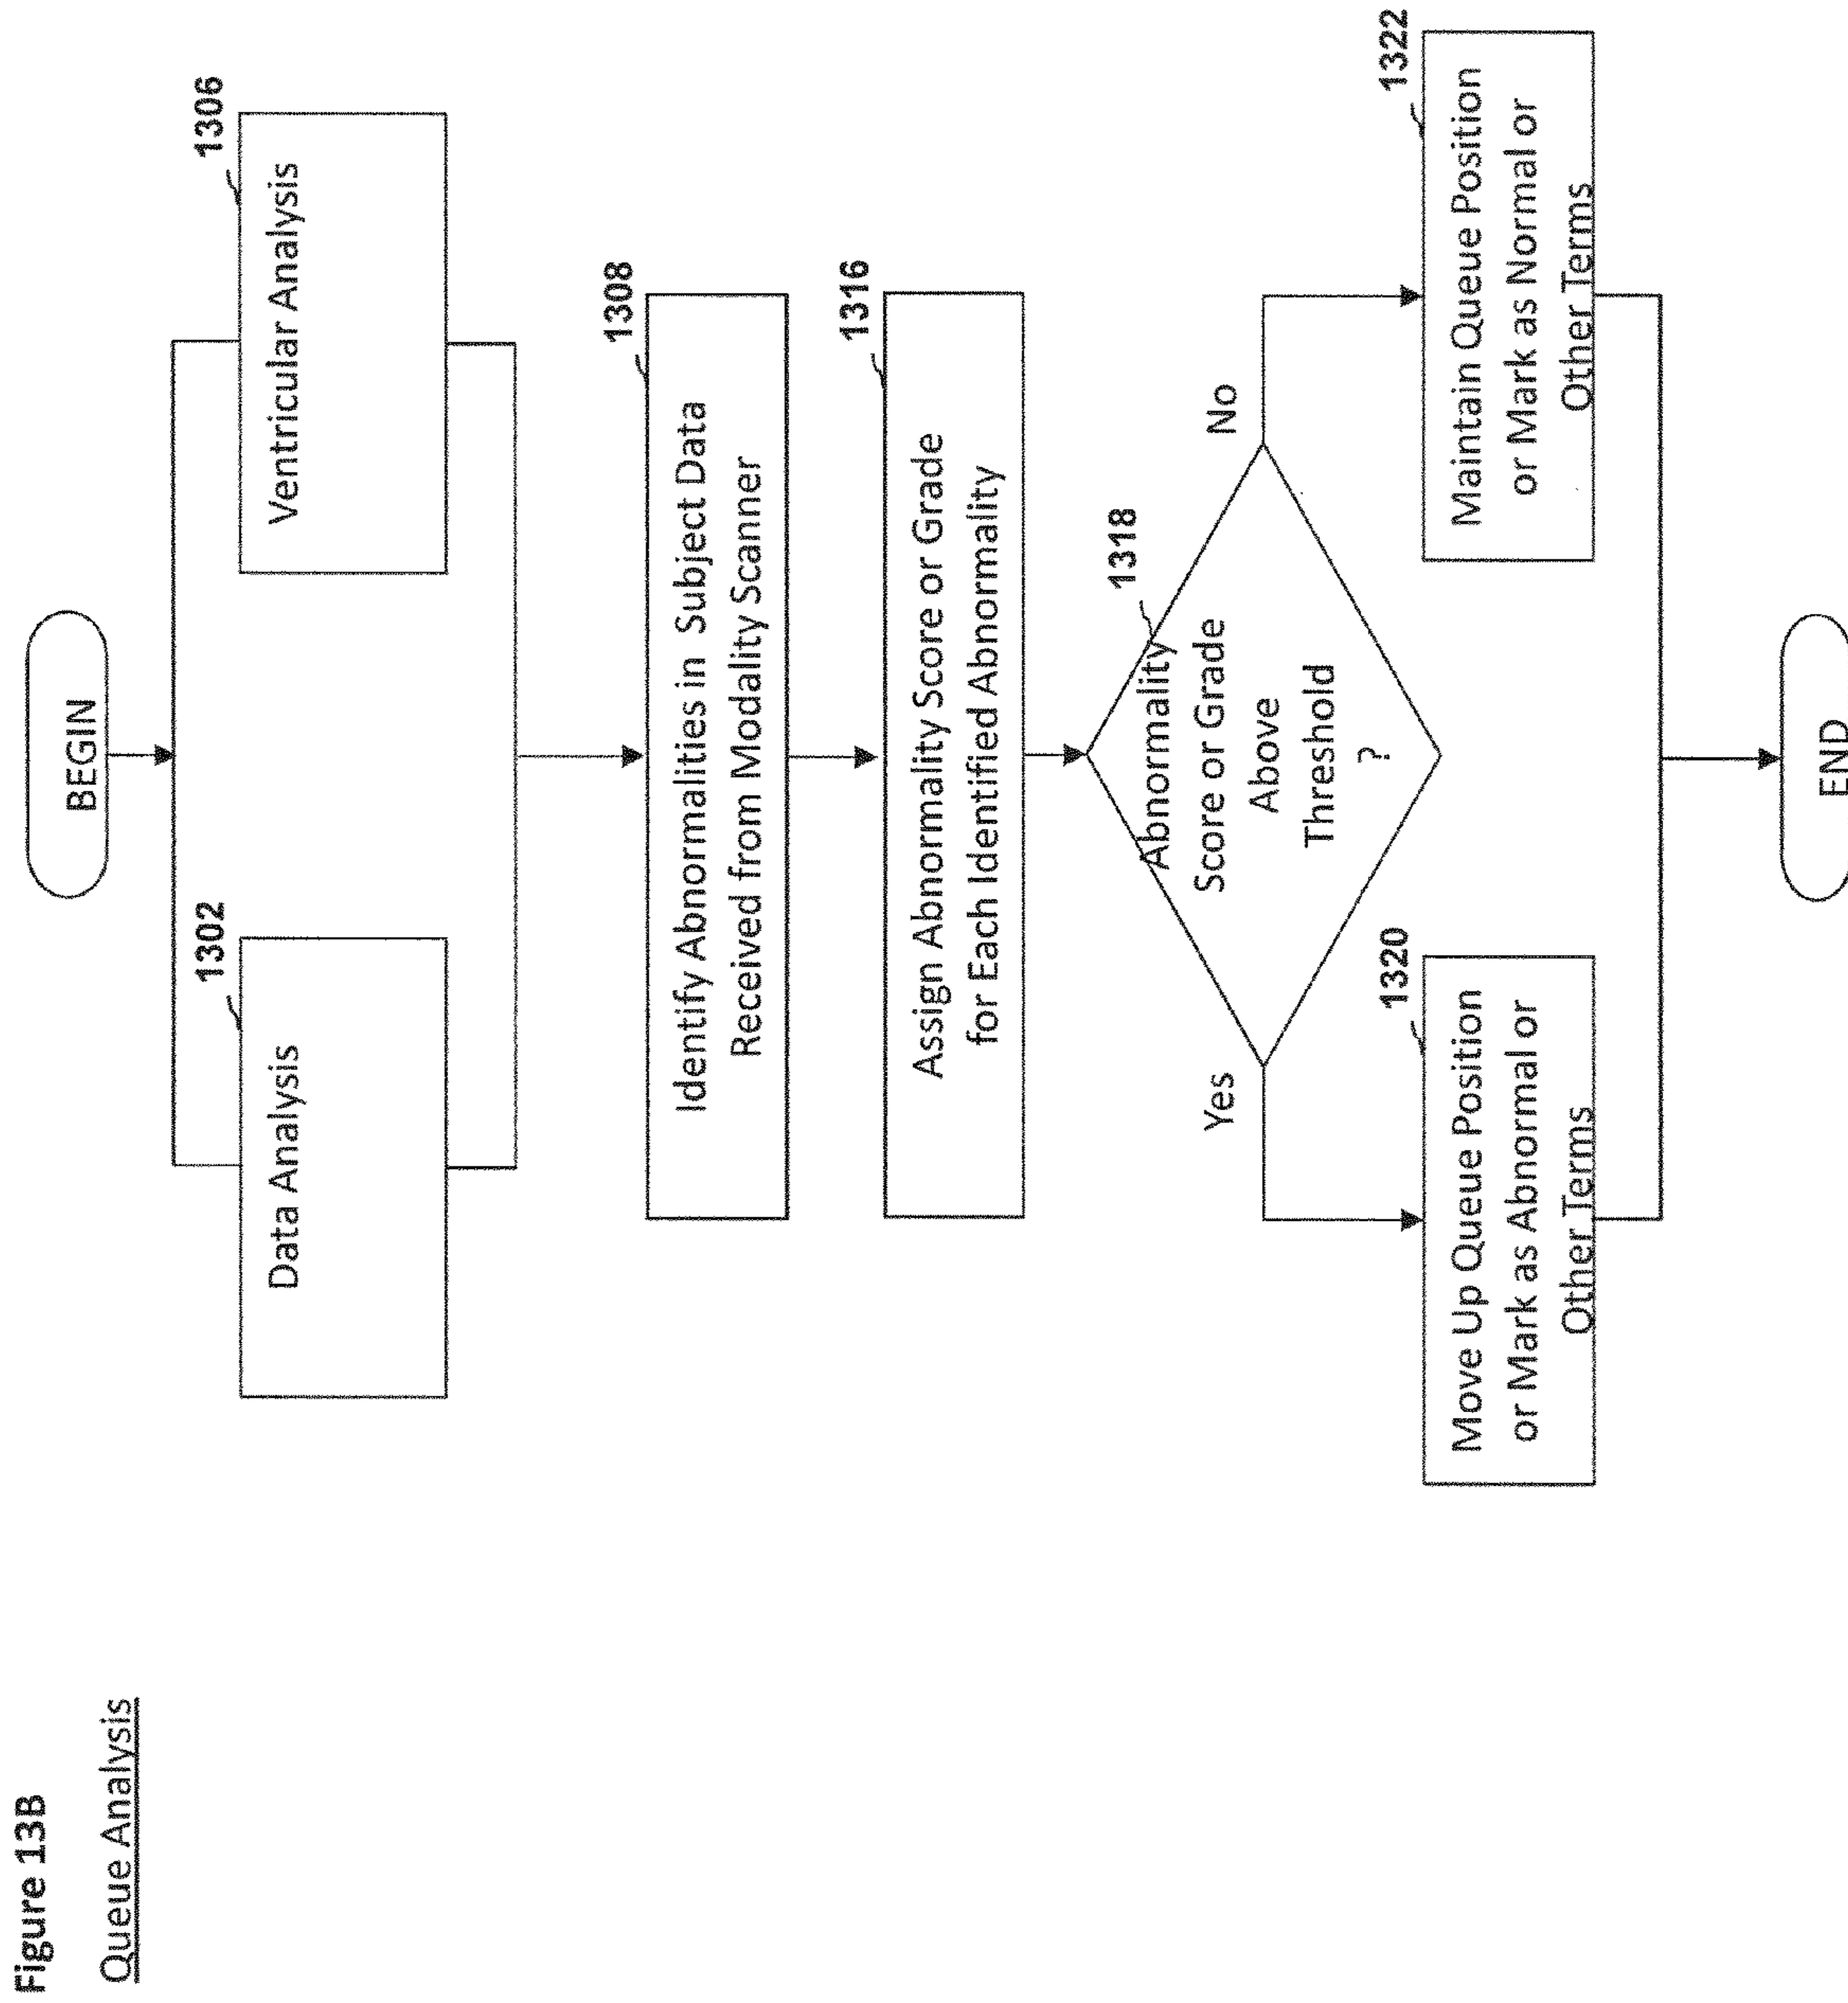 Figure 13B
Queue Analysis
BEGIN
1302
Data Analysis
1306
Ventricular Analysis
1308
Identify Abnormalities in Subject Data
Received from Modality Scanner
1316
Assign Abnormality Score or Grade
for Each Identified Abnormality
1318
Abnormality
Score or Grade
Above
Threshold
?
Yes
No
1320
Move Up Queue Position
or Mark as Abnormal or
Other Terms
1322
Maintain Queue Position
or Mark as Normal or
Other Terms
END